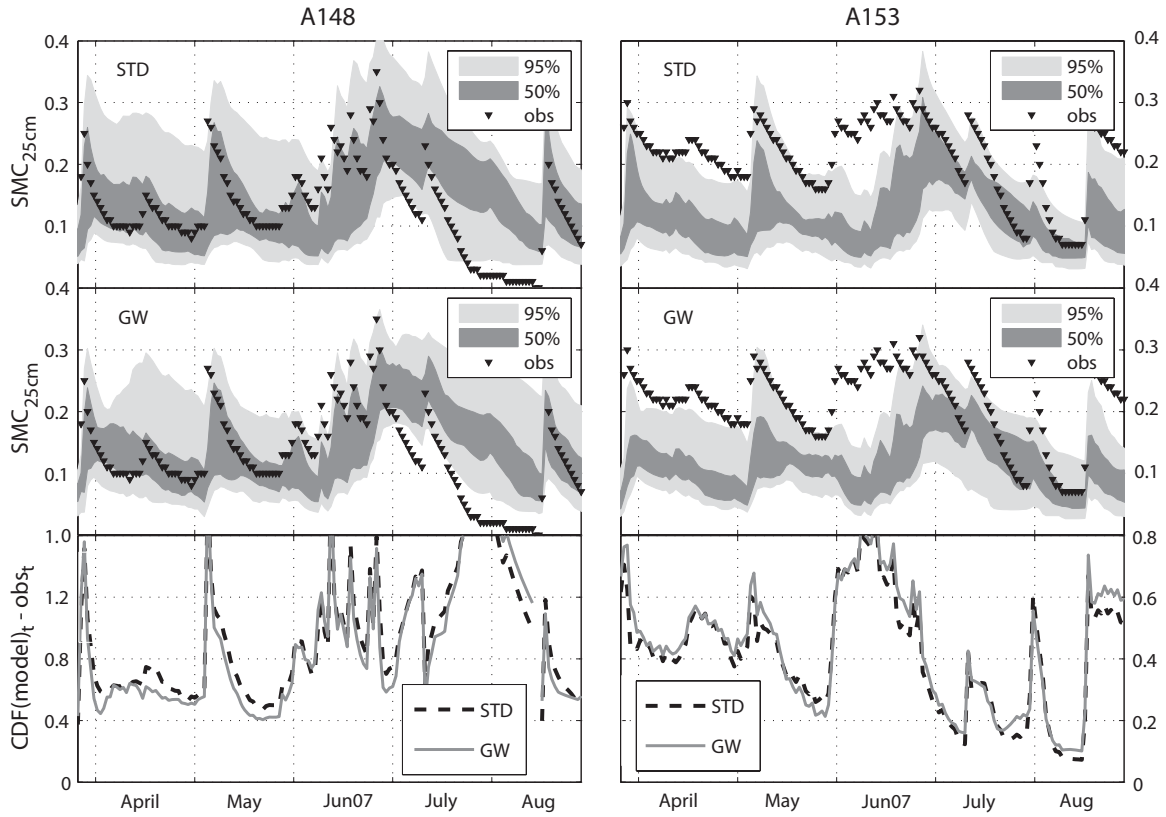 A148
A153
0.4
0.3
0.2
0.1
SMC25cm
STD
95%
50%
obs
STD
95%
50%
obs
0.4
0.3
0.2
0.1
0.4
0.3
0.2
0.1
SMC25cm
GW
95%
50%
obs
GW
95%
50%
obs
0.4
0.3
0.2
0.1
1.0
1.2
0.8
0.4
0
CDF(model)t - obst
STD
GW
STD
GW
0.8
0.6
0.4
0.2
0
April
May
Jun07
July
Aug
April
May
Jun07
July
Aug